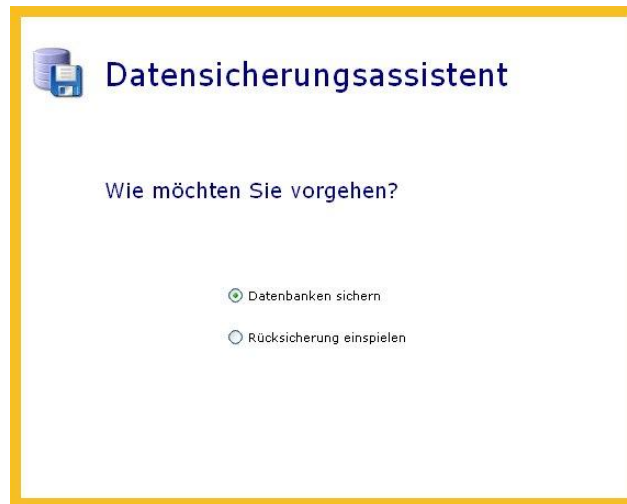 Datensicherungsassistent
Wie möchten Sie vorgehen?
Datenbanken sichern
Rücksicherung einspielen